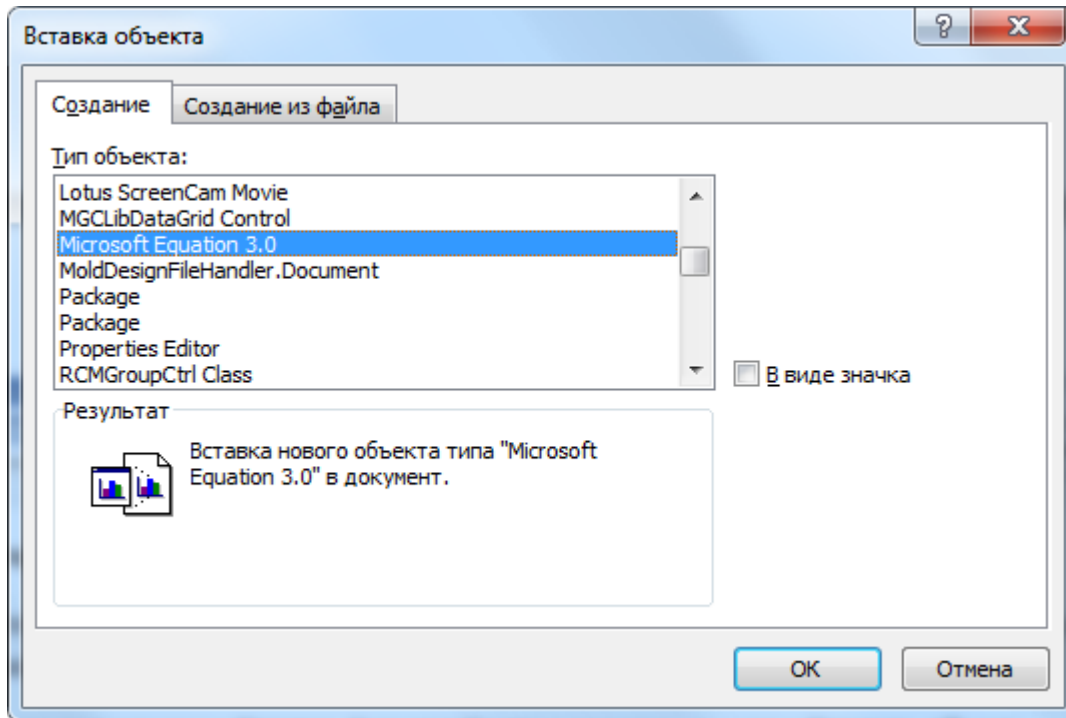 Вставка объекта
Создание
Создание из файла
Тип объекта:
Lotus ScreenCam Movie
MGCLibDataGrid Control
Microsoft Equation 3.0
MoldDesignFileHandler.Document
Package
Package
Properties Editor
RCMGroupCtrl Class
В виде значка
Результат
Вставка нового объекта типа "Microsoft
Equation 3.0" в документ.
ОК
Отмена